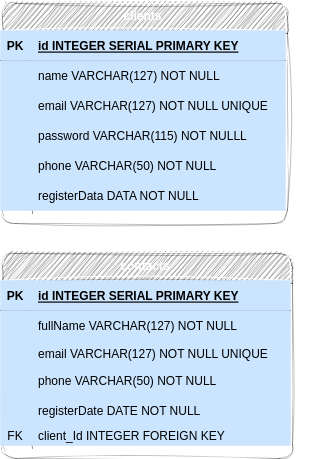 clients
PK id INTEGER SERIAL PRIMARY KEY
name VARCHAR(127) NOT NULL
email VARCHAR(127) NOT NULL UNIQUE
password VARCHAR(115) NOT NULLL
phone VARCHAR(50) NOT NULL
registerData DATA NOT NULL
PK id INTEGER SERIAL PRIMARY KEY
fullName VARCHAR(127) NOT NULL
email VARCHAR(127) NOT NULL UNIQUE
phone VARCHAR(50) NOT NULL
registerDate DATE NOT NULL
FK client_Id INTEGER FOREIGN KEY